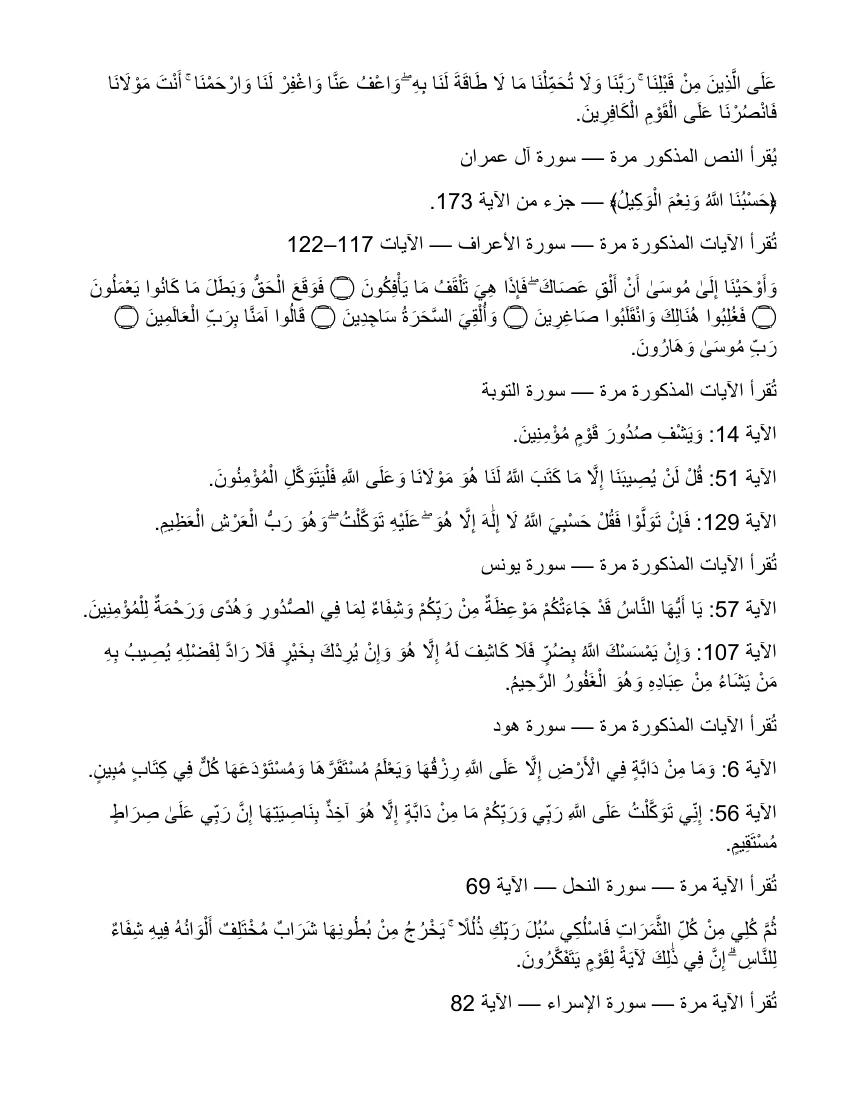 عَلَى الَّذِينَ مِنْ قَبْلِنَا ۚ رَبَّنَا وَلَا تُحَمِّلْنَا مَا لَا طَاقَةَ لَنَا بِهِ ۖ وَاعْفُ عَنَّا وَاغْفِرْ لَنَا وَارْحَمْنَا ۚ أَنْتَ مَوْلَانَا
فَانْصُرْنَا عَلَى الْقَوْمِ الْكَافِرِينَ.
يُقرأ النص المذكور مرة — سورة آل عمران
﴿حَسْبُنَا اللَّهُ وَنِعْمَ الْوَكِيلُ﴾ — جزء من الآية 173.
تُقرأ الآيات المذكورة مرة — سورة الأعراف — الآيات 117–122
وَأَوْحَيْنَا إِلَىٰ مُوسَىٰ أَنْ أَلْقِ عَصَاكَ ۖ فَإِذَا هِيَ تَلْقَفُ مَا يَأْفِكُونَ ۝ فَوَقَعَ الْحَقُّ وَبَطَلَ مَا كَانُوا يَعْمَلُونَ
۝ فَغُلِبُوا هُنَالِكَ وَانْقَلَبُوا صَاغِرِينَ ۝ وَأُلْقِيَ السَّحَرَةُ سَاجِدِينَ ۝ قَالُوا آمَنَّا بِرَبِّ الْعَالَمِينَ ۝
رَبِّ مُوسَىٰ وَهَارُونَ.
تُقرأ الآيات المذكورة مرة — سورة التوبة
الآية 14: وَيَشْفِ صُدُورَ قَوْمٍ مُؤْمِنِينَ.
الآية 51: قُلْ لَنْ يُصِيبَنَا إِلَّا مَا كَتَبَ اللَّهُ لَنَا هُوَ مَوْلَانَا وَعَلَى اللَّهِ فَلْيَتَوَكَّلِ الْمُؤْمِنُونَ.
الآية 129: فَإِنْ تَوَلَّوْا فَقُلْ حَسْبِيَ اللَّهُ لَا إِلَٰهَ إِلَّا هُوَ ۖ عَلَيْهِ تَوَكَّلْتُ ۖ وَهُوَ رَبُّ الْعَرْشِ الْعَظِيمِ.
تُقرأ الآيات المذكورة مرة — سورة يونس
الآية 57: يَا أَيُّهَا النَّاسُ قَدْ جَاءَتْكُمْ مَوْعِظَةٌ مِنْ رَبِّكُمْ وَشِفَاءٌ لِمَا فِي الصُّدُورِ وَهُدًى وَرَحْمَةٌ لِلْمُؤْمِنِينَ.
الآية 107: وَإِنْ يَمْسَسْكَ اللَّهُ بِضُرٍّ فَلَا كَاشِفَ لَهُ إِلَّا هُوَ وَإِنْ يُرِدْكَ بِخَيْرٍ فَلَا رَادَّ لِفَضْلِهِ يُصِيبُ بِهِ
مَنْ يَشَاءُ مِنْ عِبَادِهِ وَهُوَ الْغَفُورُ الرَّحِيمُ.
تُقرأ الآيات المذكورة مرة — سورة هود
الآية 6: وَمَا مِنْ دَابَّةٍ فِي الْأَرْضِ إِلَّا عَلَى اللَّهِ رِزْقُهَا وَيَعْلَمُ مُسْتَقَرَّهَا وَمُسْتَوْدَعَهَا كُلٌّ فِي كِتَابٍ مُبِينٍ.
الآية 56: إِنِّي تَوَكَّلْتُ عَلَى اللَّهِ رَبِّي وَرَبِّكُمْ مَا مِنْ دَابَّةٍ إِلَّا هُوَ آخِذٌ بِنَاصِيَتِهَا إِنَّ رَبِّي عَلَىٰ صِرَاطٍ
مُسْتَقِيمٍ.
تُقرأ الآية مرة — سورة النحل — الآية 69
ثُمَّ كُلِي مِنْ كُلِّ الثَّمَرَاتِ فَاسْلُكِي سُبُلَ رَبِّكِ ذُلُلًا ۚ يَخْرُجُ مِنْ بُطُونِهَا شَرَابٌ مُخْتَلِفٌ أَلْوَانُهُ فِيهِ شِفَاءٌ
لِلنَّاسِ ۗ إِنَّ فِي ذَٰلِكَ لَآيَةً لِقَوْمٍ يَتَفَكَّرُونَ.
تُقرأ الآية مرة — سورة الإسراء — الآية 82